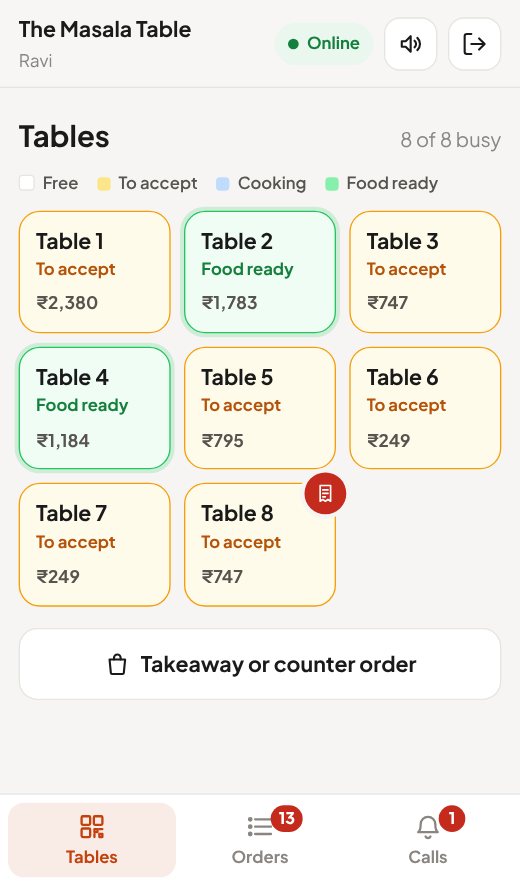 The Masala Table
Ravi
Online
Tables
8 of 8 busy
Free To accept Cooking Food ready
Table 1
To accept
₹2,380
Table 2
Food ready
₹1,783
Table 3
To accept
₹747
Table 4
Food ready
₹1,184
Table 5
To accept
₹795
Table 6
To accept
₹249
Table 7
To accept
₹249
Table 8
To accept
₹747
Takeaway or counter order
Tables
13
Orders
1
Calls